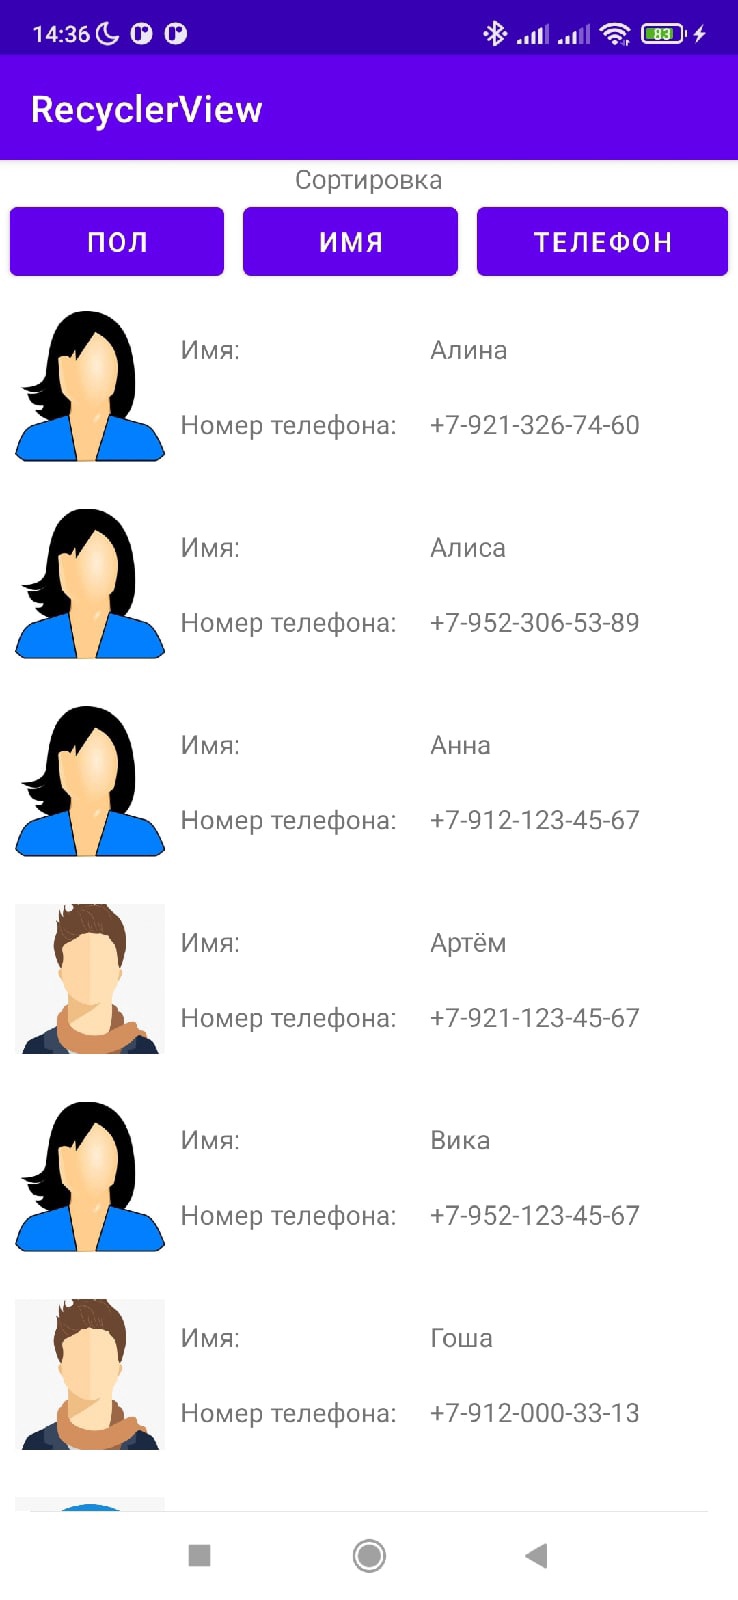 14:36
83
RecyclerView
Сортировка
ПОЛ ИМЯ ТЕЛЕФОН
Имя: Алина
Номер телефона: +7-921-326-74-60
Имя: Алиса
Номер телефона: +7-952-306-53-89
Имя: Анна
Номер телефона: +7-912-123-45-67
Имя: Артём
Номер телефона: +7-921-123-45-67
Имя: Вика
Номер телефона: +7-952-123-45-67
Имя: Гоша
Номер телефона: +7-912-000-33-13